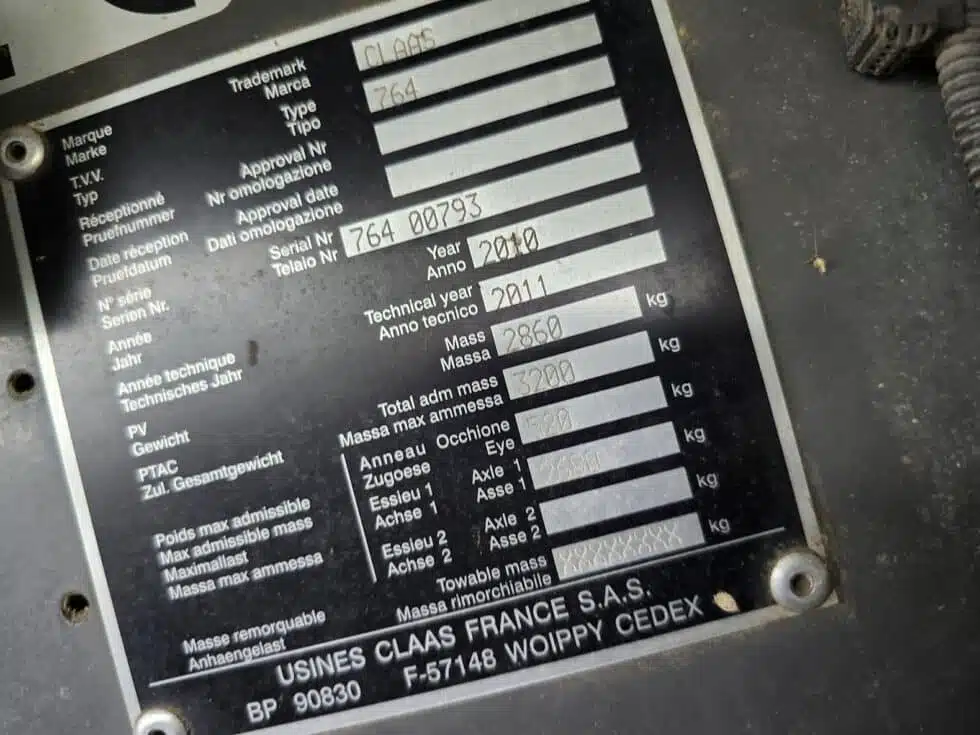 Marque Trademark CLAAS
Marke Marca
T.V.V. Type 764
Typ Tipo
Réceptionné Approval Nr
Pruefnummer Nr omologazione
Date réception Approval date
Pruefdatum Dati omologazione
N° série Serial Nr 764 00793
Serien Nr. Telaio Nr
Année Year 2010
Jahr Anno
Année technique Technical year 2011
Technisches Jahr Anno tecnico
PV Mass 2860 kg
Gewicht Massa
PTAC Total adm mass 3200 kg
Zul. Gesamtgewicht Massa max ammessa
Poids max admissible
Max admissible mass
Maximallast
Massa max ammessa
Anneau Occhione kg
Zugoese Eye
Essieu 1 Axle 1 kg
Achse 1 Asse 1
Essieu 2 Axle 2 kg
Achse 2 Asse 2
Masse remorquable Towable mass XXXXXXXX kg
Anhaengelast Massa rimorchiabile
USINES CLAAS FRANCE S.A.S.
BP 90830 F-57148 WOIPPY CEDEX